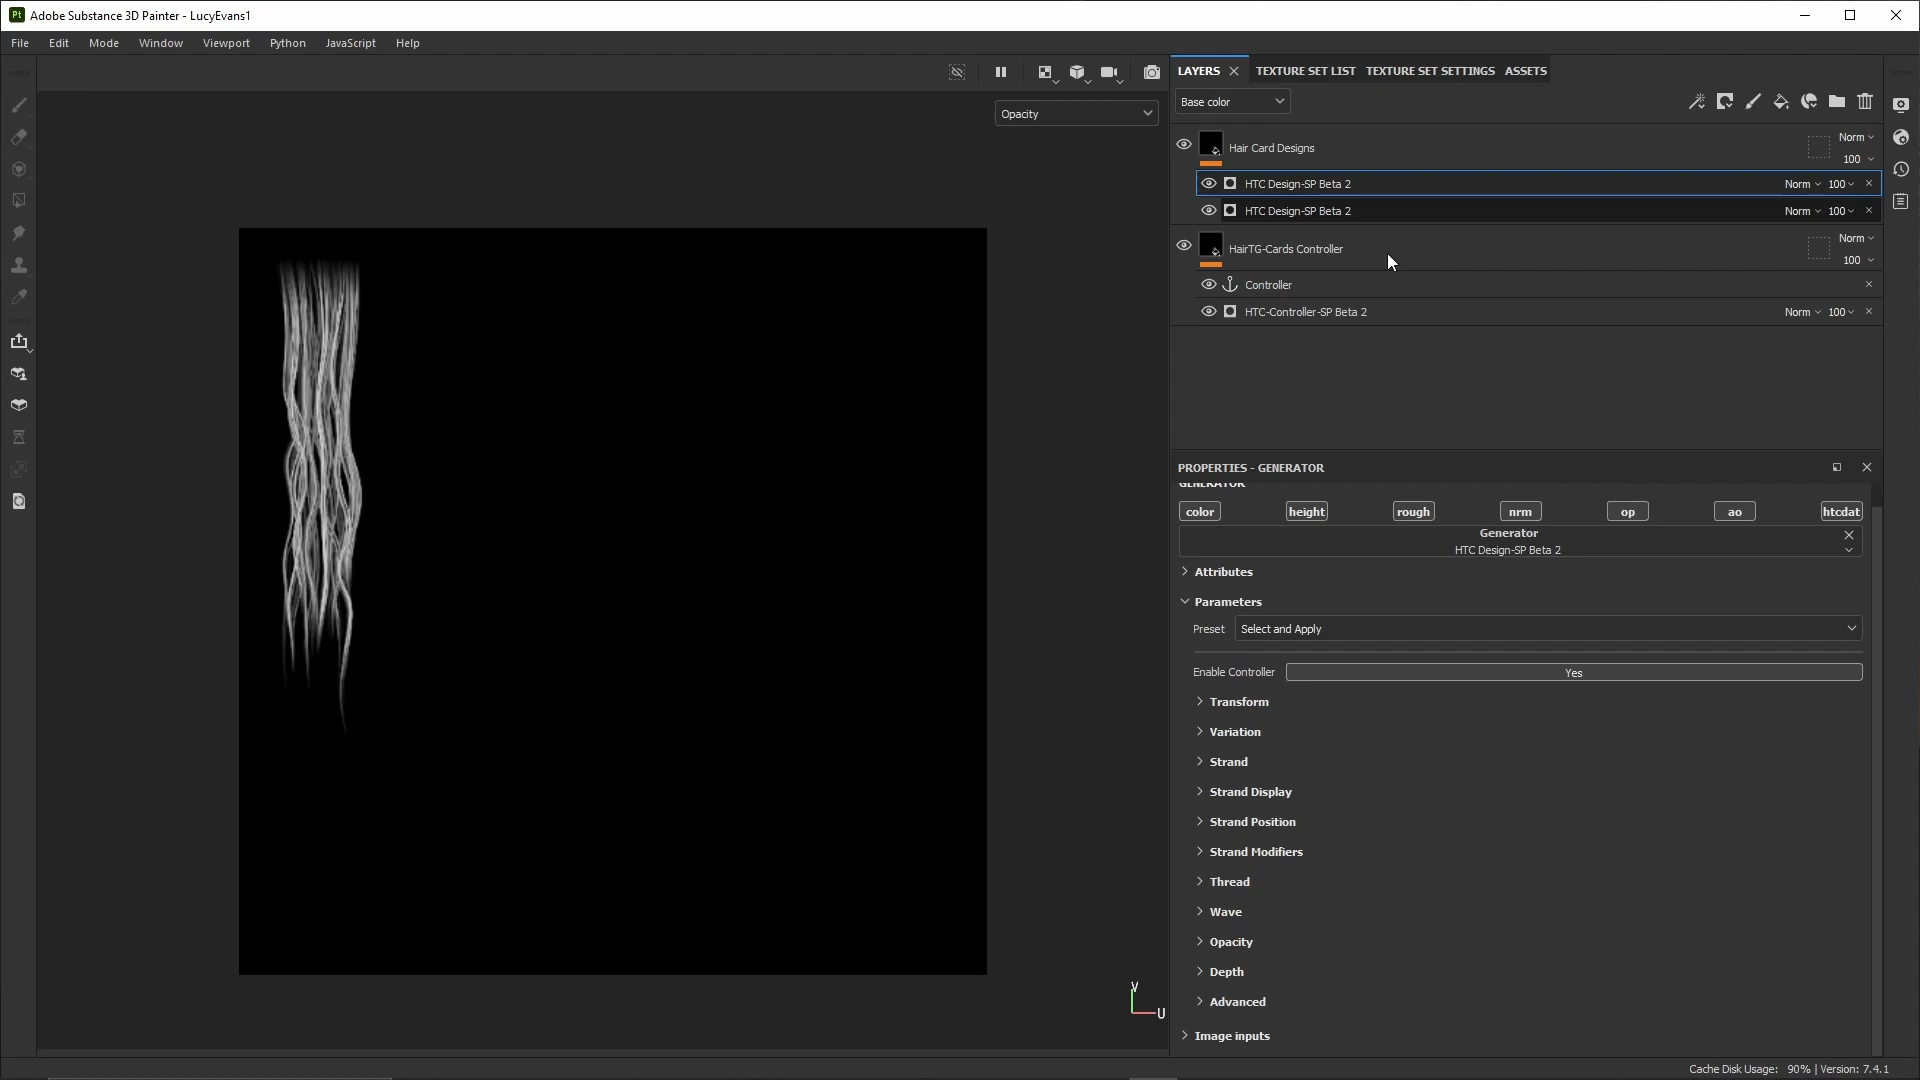 Pt Adobe Substance 3D Painter - LucyEvans1
File Edit Mode Window Viewport Python JavaScript Help
LAYERS TEXTURE SET LIST TEXTURE SET SETTINGS ASSETS
Base color
Opacity
Hair Card Designs Norm
100
HTC Design-SP Beta 2 Norm 100
HTC Design-SP Beta 2 Norm 100
HairTG-Cards Controller Norm
100
Controller
HTC-Controller-SP Beta 2 Norm 100
PROPERTIES - GENERATOR
GENERATOR
color height rough nrm op ao htcdat
Generator
HTC Design-SP Beta 2
Attributes
Parameters
Preset Select and Apply
Enable Controller Yes
Transform
Variation
Strand
Strand Display
Strand Position
Strand Modifiers
Thread
Wave
Opacity
Depth
Advanced
Image inputs
V
U
Cache Disk Usage: 90% | Version: 7.4.1